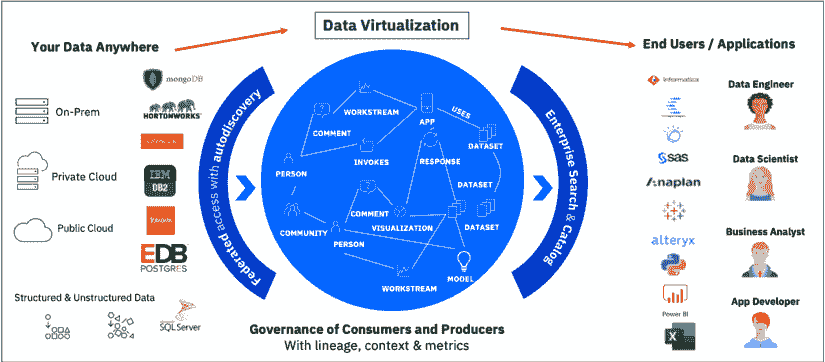 Data Virtualization
Your Data Anywhere
mongoDB
On-Prem
HORTONWORKS
Private Cloud
IBM
DB2
Public Cloud
EDB
POSTGRES
Structured & Unstructured Data
SQL Server
Federated access with autodiscovery
WORKSTREAM
APP
USES
COMMENT
DATASET
INVOKES
RESPONSE
PERSON
DATASET
COMMENT
COMMUNITY
PERSON
VISUALIZATION
DATASET
MODEL
WORKSTREAM
Governance of Consumers and Producers
With lineage, context & metrics
Enterprise Search & Catalog
End Users / Applications
Informatica
Data Engineer
sas
Data Scientist
Anaplan
alteryx
Business Analyst
Power BI
App Developer
X